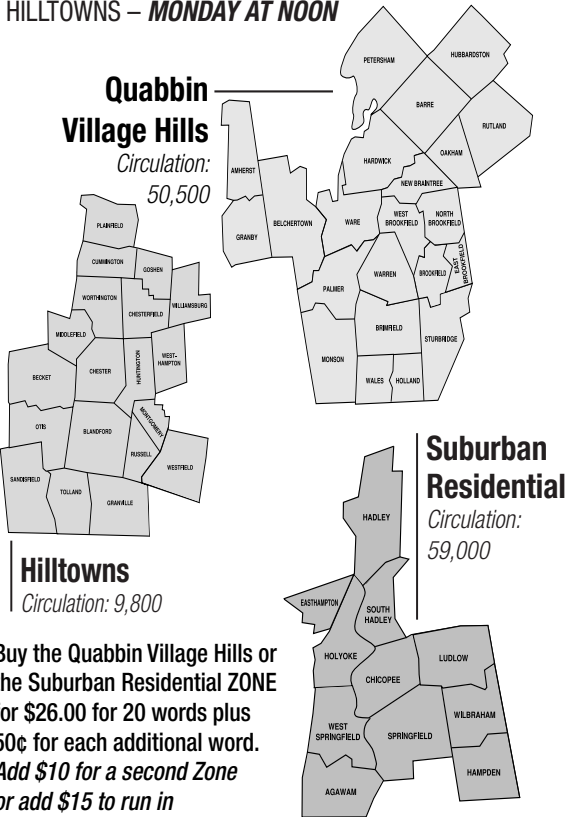 HILLTOWNS – MONDAY AT NOON
Quabbin
Village Hills
Circulation:
50,500
PETERSHAM
HUBBARDSTON
BARRE
RUTLAND
HARDWICK
OAKHAM
NEW BRAINTREE
AMHERST
BELCHERTOWN
GRANBY
WARE
WEST
BROOKFIELD
NORTH
BROOKFIELD
EAST
BROOKFIELD
BROOKFIELD
WARREN
PALMER
BRIMFIELD
STURBRIDGE
MONSON
WALES
HOLLAND
PLAINFIELD
CUMMINGTON
GOSHEN
WORTHINGTON
WILLIAMSBURG
CHESTERFIELD
MIDDLEFIELD
WEST-
HAMPTON
HUNTINGTON
CHESTER
BECKET
MONTGOMERY
OTIS
BLANDFORD
RUSSELL
WESTFIELD
SANDISFIELD
TOLLAND
GRANVILLE
Hilltowns
Circulation: 9,800
Suburban
Residential
Circulation:
59,000
HADLEY
EASTHAMPTON
SOUTH
HADLEY
HOLYOKE
CHICOPEE
LUDLOW
WEST
SPRINGFIELD
SPRINGFIELD
WILBRAHAM
AGAWAM
HAMPDEN
Buy the Quabbin Village Hills or
the Suburban Residential ZONE
for $26.00 for 20 words plus
50¢ for each additional word.
Add $10 for a second Zone
or add $15 to run in